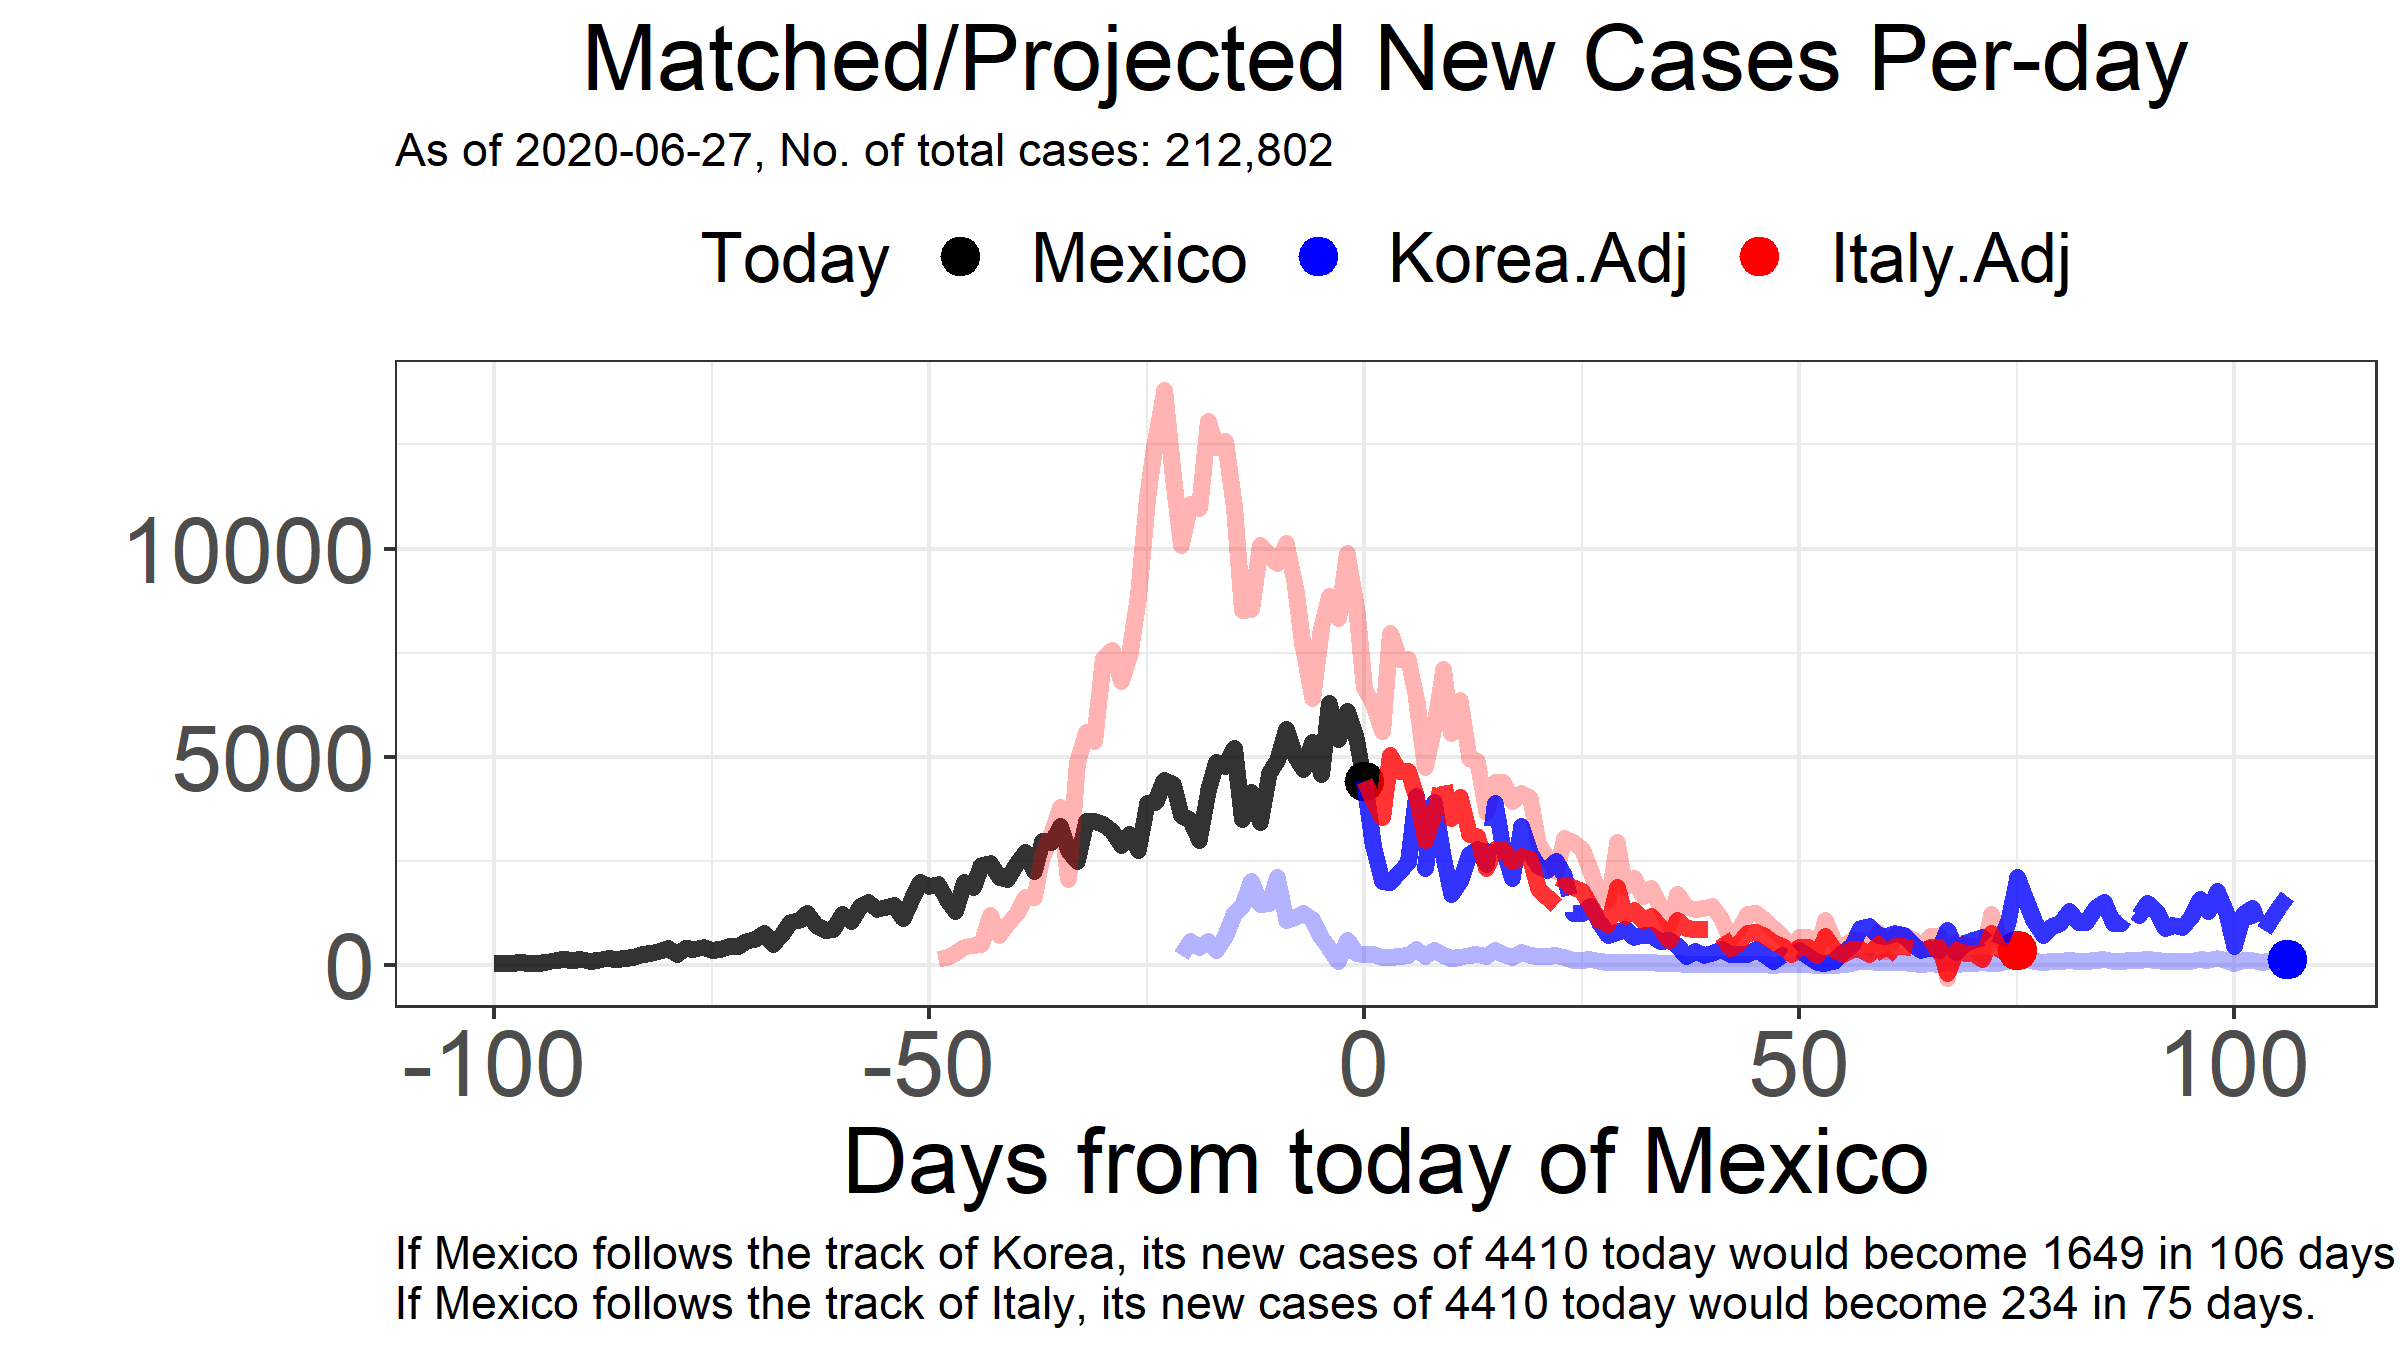 Matched/Projected New Cases Per-day
As of 2020-06-27, No. of total cases: 212,802
Today Mexico Korea.Adj Italy.Adj
10000
5000
0
-100 -50 0 50 100
Days from today of Mexico
If Mexico follows the track of Korea, its new cases of 4410 today would become 1649 in 106 days
If Mexico follows the track of Italy, its new cases of 4410 today would become 234 in 75 days.